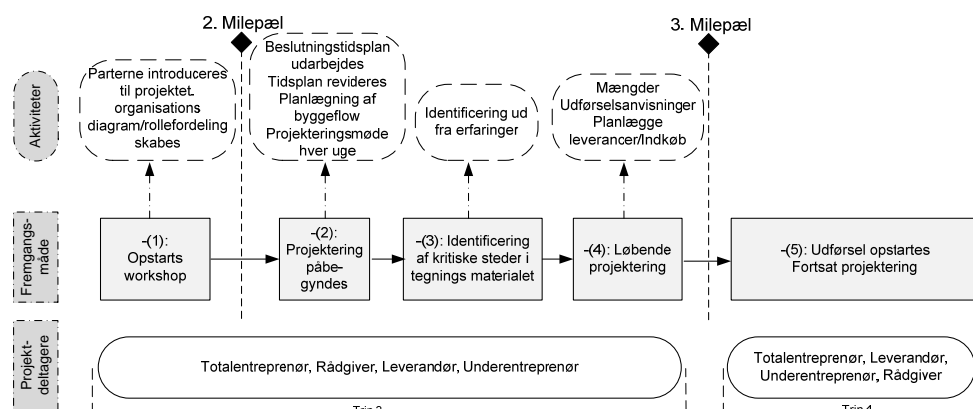 2. Milepæl
3. Milepæl
Aktiviteter
Parterne introduceres
til projektet.
organisations
diagram/rollefordeling
skabes
Beslutningstidsplan
udarbejdes
Tidsplan revideres
Planlægning af
byggeflow
Projekteringsmøde
hver uge
Identificering ud
fra erfaringer
Mængder
Udførselsanvisninger
Planlægge
leverancer/Indkøb
Fremgangs-
måde
-(1):
Opstarts
workshop
-(2):
Projektering
påbe-
gyndes
-(3): Identificering
af kritiske steder i
tegnings materialet
-(4): Løbende
projektering
-(5): Udførsel opstartes
Fortsat projektering
Projekt-
deltagere
Totalentreprenør, Rådgiver, Leverandør, Underentreprenør
Totalentreprenør, Leverandør,
Underentreprenør, Rådgiver